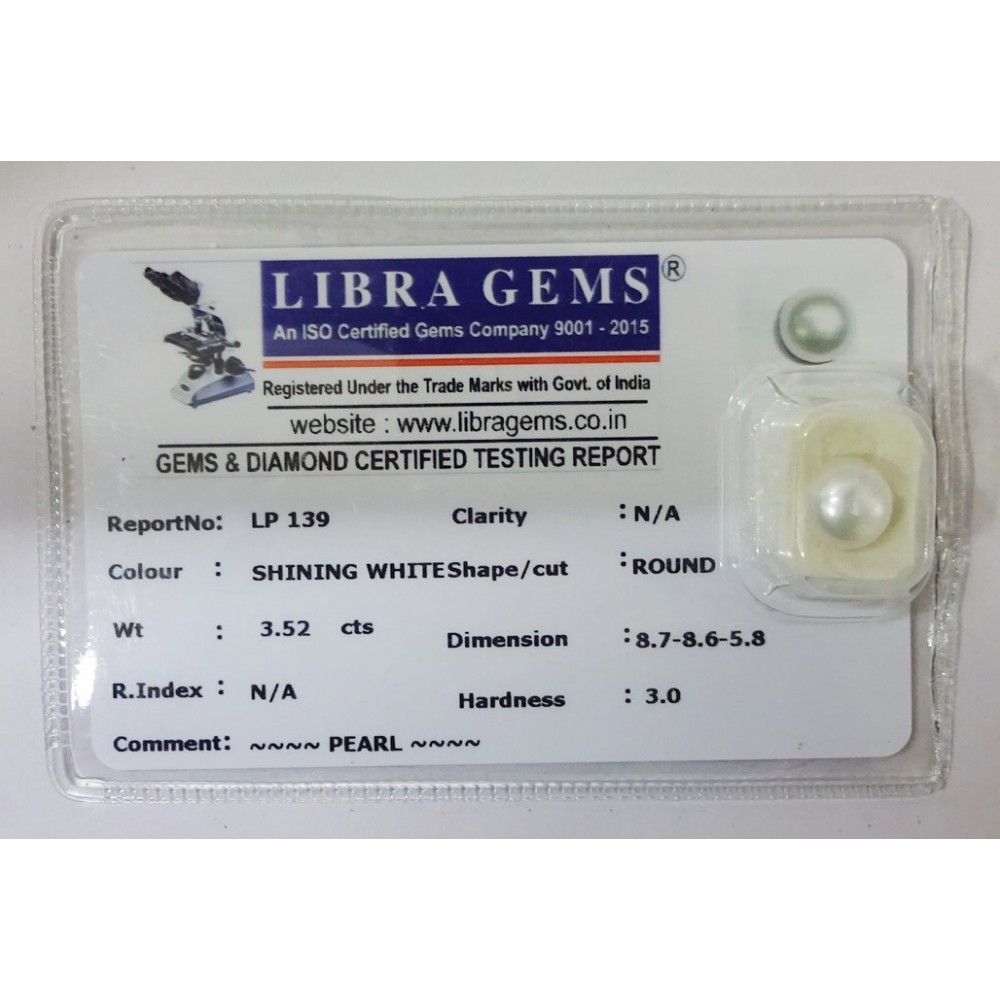 LIBRA GEMS ®
An ISO Certified Gems Company 9001 - 2015
Registered Under the Trade Marks with Govt. of India
website : www.libragems.co.in
GEMS & DIAMOND CERTIFIED TESTING REPORT
ReportNo: LP 139 Clarity : N/A
Colour : SHINING WHITE Shape/cut : ROUND
Wt : 3.52 cts Dimension : 8.7-8.6-5.8
R.Index : N/A Hardness : 3.0
Comment: ~~~~ PEARL ~~~~